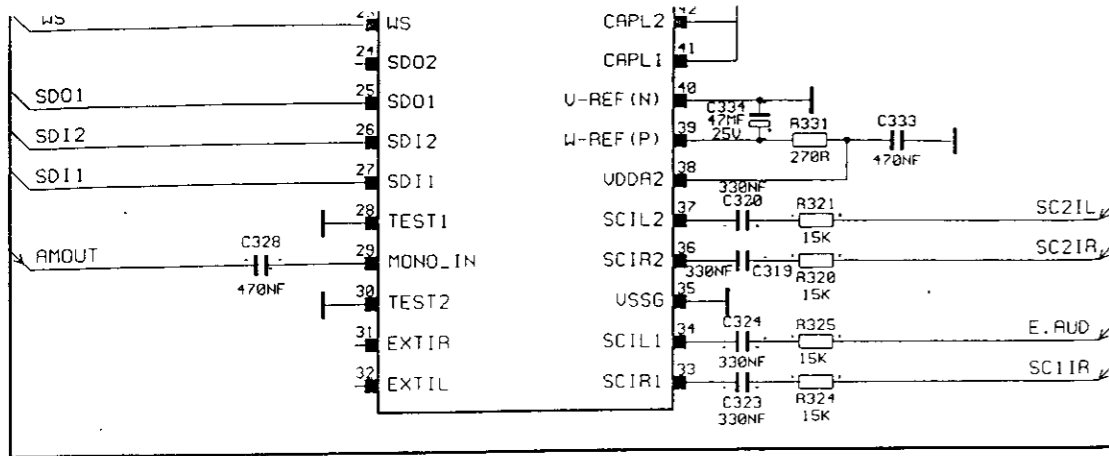 WS
23
WS
42
CAPL2
24
SDO2
41
CAPL1
SDO1
25
SDO1
40
V-REF(N)
C334
47MF
25V
SDI2
26
SDI2
39
W-REF(P)
R331
270R
C333
470NF
SDI1
27
SDI1
38
VDDA2
330NF
28
TEST1
37
SCIL2
C320
R321
15K
SC2IL
AMOUT
C328
470NF
29
MONO_IN
36
SCIR2
330NF
C319
R320
15K
SC2IR
30
TEST2
35
VSSG
31
EXTIR
34
SCIL1
C324
330NF
R325
15K
E.AUD
32
EXTIL
33
SCIR1
C323
330NF
R324
15K
SC1IR